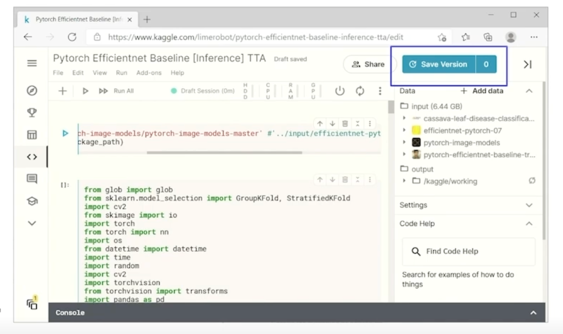 Pytorch Efficientnet Baseline [Inf
https://www.kaggle.com/limerobot/pytorch-efficientnet-baseline-inference-tta/edit
Pytorch Efficientnet Baseline [Inference] TTA Draft saved
File Edit View Run Add-ons Help
Share
Save Version 0
Run All
Draft Session (0m)
HDD
CPU
RAM
GPU
Data
+ Add data
input (6.44 GB)
cassava-leaf-disease-classifica...
efficientnet-pytorch-07
pytorch-image-models
pytorch-efficientnet-baseline-tr...
output
/kaggle/working
Settings
Code Help
Find Code Help
Search for examples of how to do
things
ch-image-models/pytorch-image-models-master' #'../input/efficientnet-pyt
ckage_path)
[]:
from glob import glob
from sklearn.model_selection import GroupKFold, StratifiedKFold
import cv2
from skimage import io
import torch
from torch import nn
import os
from datetime import datetime
import time
import random
import cv2
import torchvision
from torchvision import transforms
import pandas as pd
Console